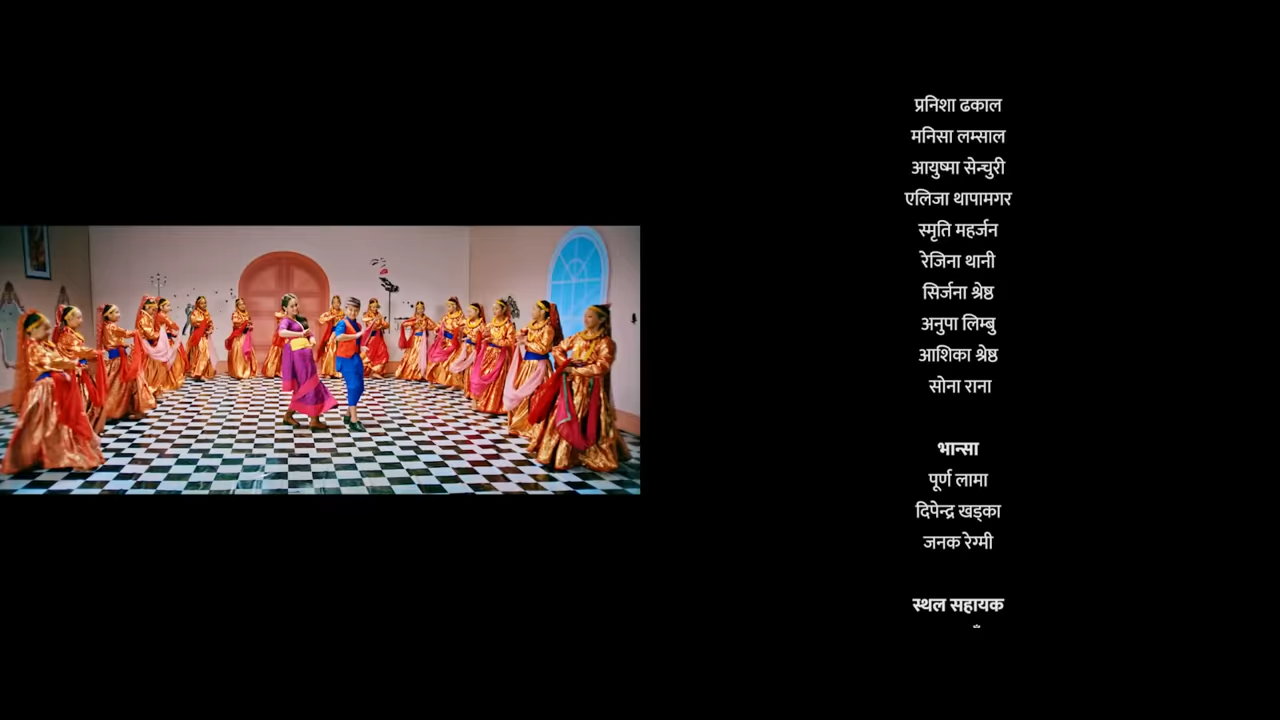 प्रनिशा ढकाल
मनिसा लम्साल
आयुष्मा सेन्चुरी
एलिजा थापामगर
स्मृति महर्जन
रेजिना थानी
सिर्जना श्रेष्ठ
अनुपा लिम्बु
आशिका श्रेष्ठ
सोना राना
भान्सा
पूर्ण लामा
दिपेन्द्र खड्का
जनक रेग्मी
स्थल सहायक